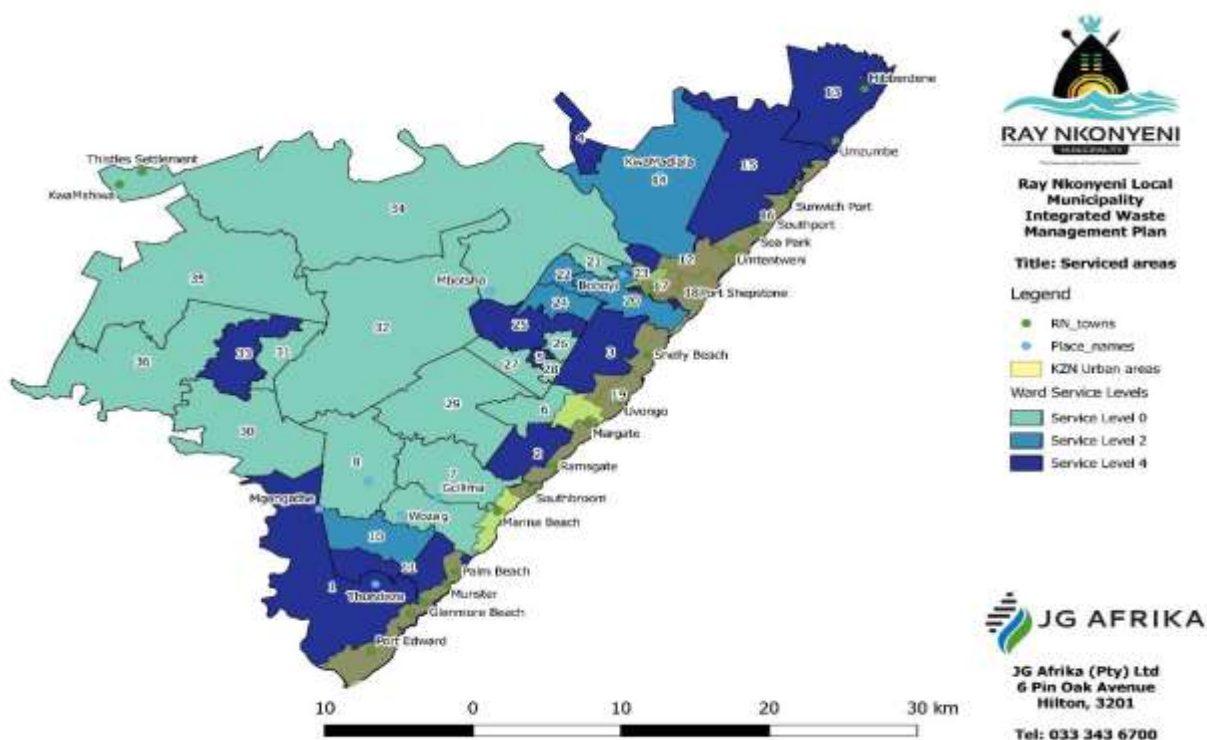 Hibberdene
13
4
Umzumbe
Thistles Settlement
KwaMadlala
15
KwaMshiwa
34
Sunwich Port
16
Southport
Sea Park
12
Umtentweni
21
22
23
Boboyi
17
35
Mbotsha
24
20
18
Port Shepstone
32
25
26
3
33
31
5
Shelly Beach
36
27
28
29
19
6
Uvongo
30
Margate
2
7
Ramsgate
Gcilima
Southbroom
Wozag
Marina Beach
10
11
Palm Beach
1
Munster
Glenmore Beach
Port Edward
10 0 10 20 30 km
RAY NKONYENI
MUNICIPALITY
Ray Nkonyeni Local
Municipality
Integrated Waste
Management Plan
Title: Serviced areas
Legend
RN_towns
Place_names
KZN Urban areas
Ward Service Levels
Service Level 0
Service Level 2
Service Level 4
JG AFRIKA
JG Afrika (Pty) Ltd
6 Pin Oak Avenue
Hilton, 3201
Tel: 033 343 6700